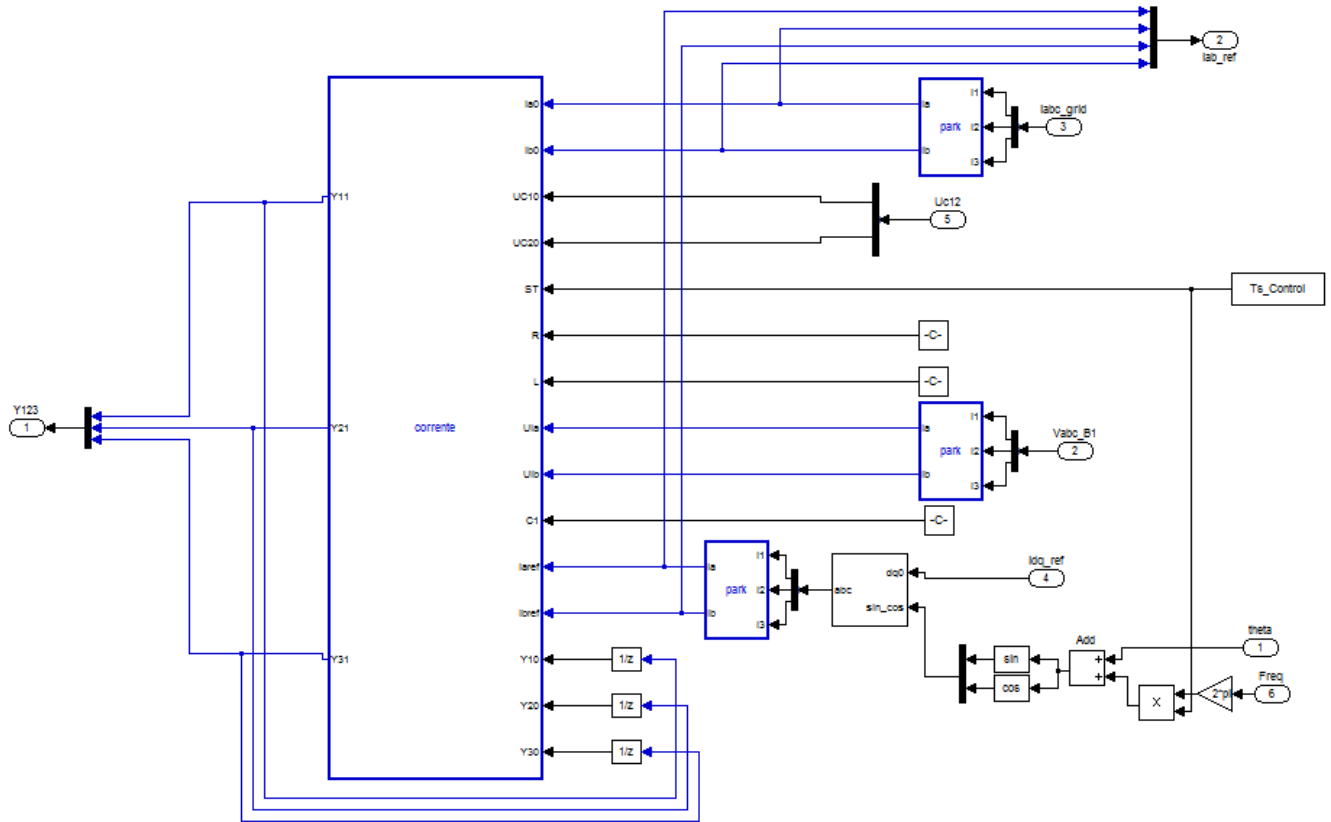 2
Iab_ref
Ia0
Ia
park
Ib
I1
I2
I3
Iabc_grid
3
Ib0
Y11
UC10
Uc12
5
UC20
ST
Ts_Control
R
-C-
L
-C-
Y123
1
Y21
corrente
UIa
Ia
park
Ib
I1
I2
I3
Vabc_B1
2
UIb
C1
-C-
Iaref
Ia
park
Ib
I1
I2
I3
abc
dq0
sin_cos
Idq_ref
4
Ibref
Y31
Y10
1/z
sin
cos
Add
+
+
theta
1
Y20
1/z
X
2*pi
Freq
6
Y30
1/z